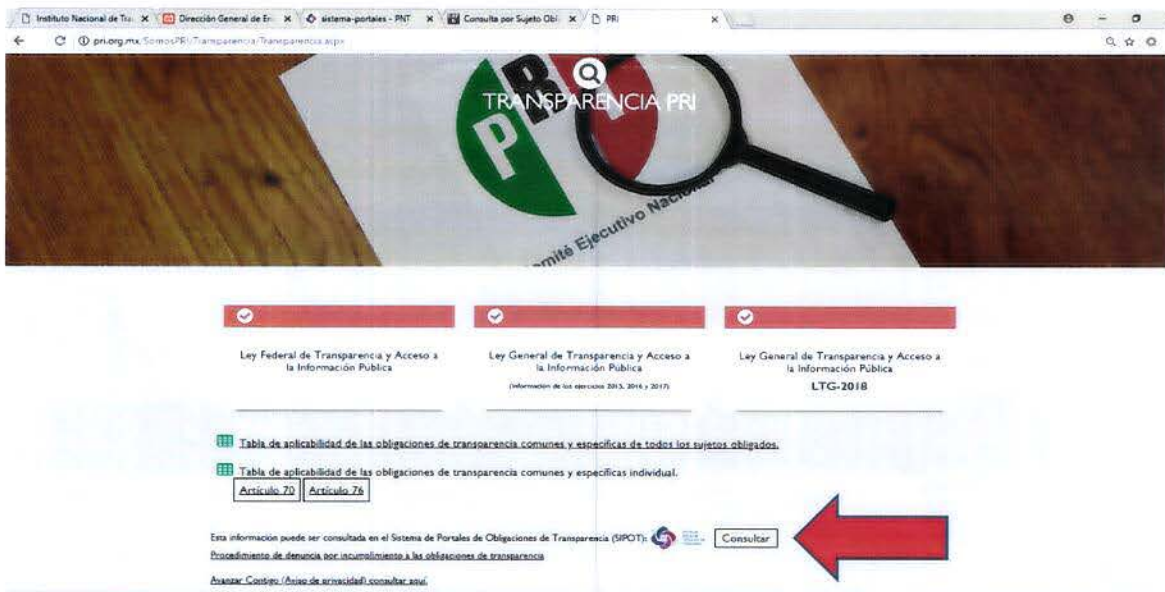 Instituto Nacional de Tra
Dirección General de En
sistema-portales - PNT
Consulta por Sujeto Obl
PRI
pri.org.mx/SomosPRI/Transparencia/Transparencia.aspx
PRI
TRANSPARENCIA PRI
Comité Ejecutivo Nacional
Ley Federal de Transparencia y Acceso a
la Información Pública
Ley General de Transparencia y Acceso a
la Información Pública
(Información de los ejercicios 2015, 2016 y 2017)
Ley General de Transparencia y Acceso a
la Información Pública
LTG-2018
Tabla de aplicabilidad de las obligaciones de transparencia comunes y específicas de todos los sujetos obligados.
Tabla de aplicabilidad de las obligaciones de transparencia comunes y específicas individual.
Artículo 70 Artículo 76
Esta información puede ser consultada en el Sistema de Portales de Obligaciones de Transparencia (SIPOT): Consultar
Procedimiento de denuncia por incumplimiento a las obligaciones de transparencia
Avanzar Contigo (Aviso de privacidad) consultar aquí.